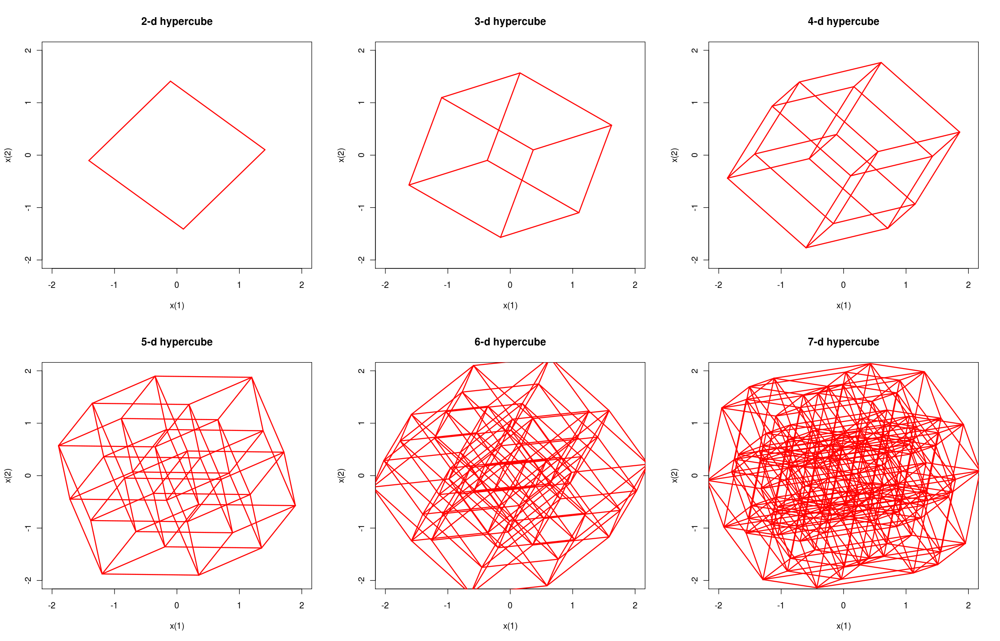 2-d hypercube
x(2)
2
1
0
-1
-2
-2 -1 0 1 2
x(1)
3-d hypercube
x(2)
2
1
0
-1
-2
-2 -1 0 1 2
x(1)
4-d hypercube
x(2)
2
1
0
-1
-2
-2 -1 0 1 2
x(1)
5-d hypercube
x(2)
2
1
0
-1
-2
-2 -1 0 1 2
x(1)
6-d hypercube
x(2)
2
1
0
-1
-2
-2 -1 0 1 2
x(1)
7-d hypercube
x(2)
2
1
0
-1
-2
-2 -1 0 1 2
x(1)